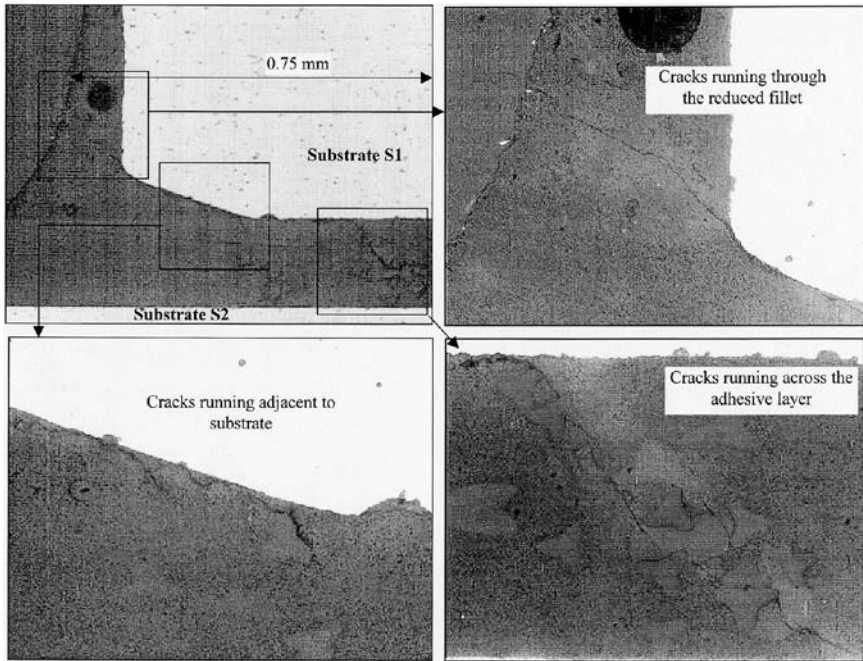 0.75 mm
Substrate S1
Substrate S2
Cracks running through
the reduced fillet
Cracks running adjacent to
substrate
Cracks running across the
adhesive layer